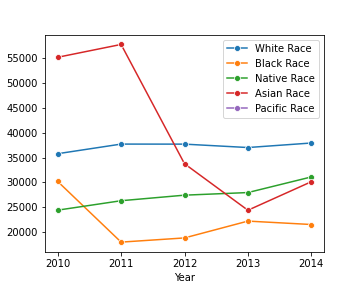 White Race
Black Race
Native Race
Asian Race
Pacific Race
55000
50000
45000
40000
35000
30000
25000
20000
2010 2011 2012 2013 2014
Year